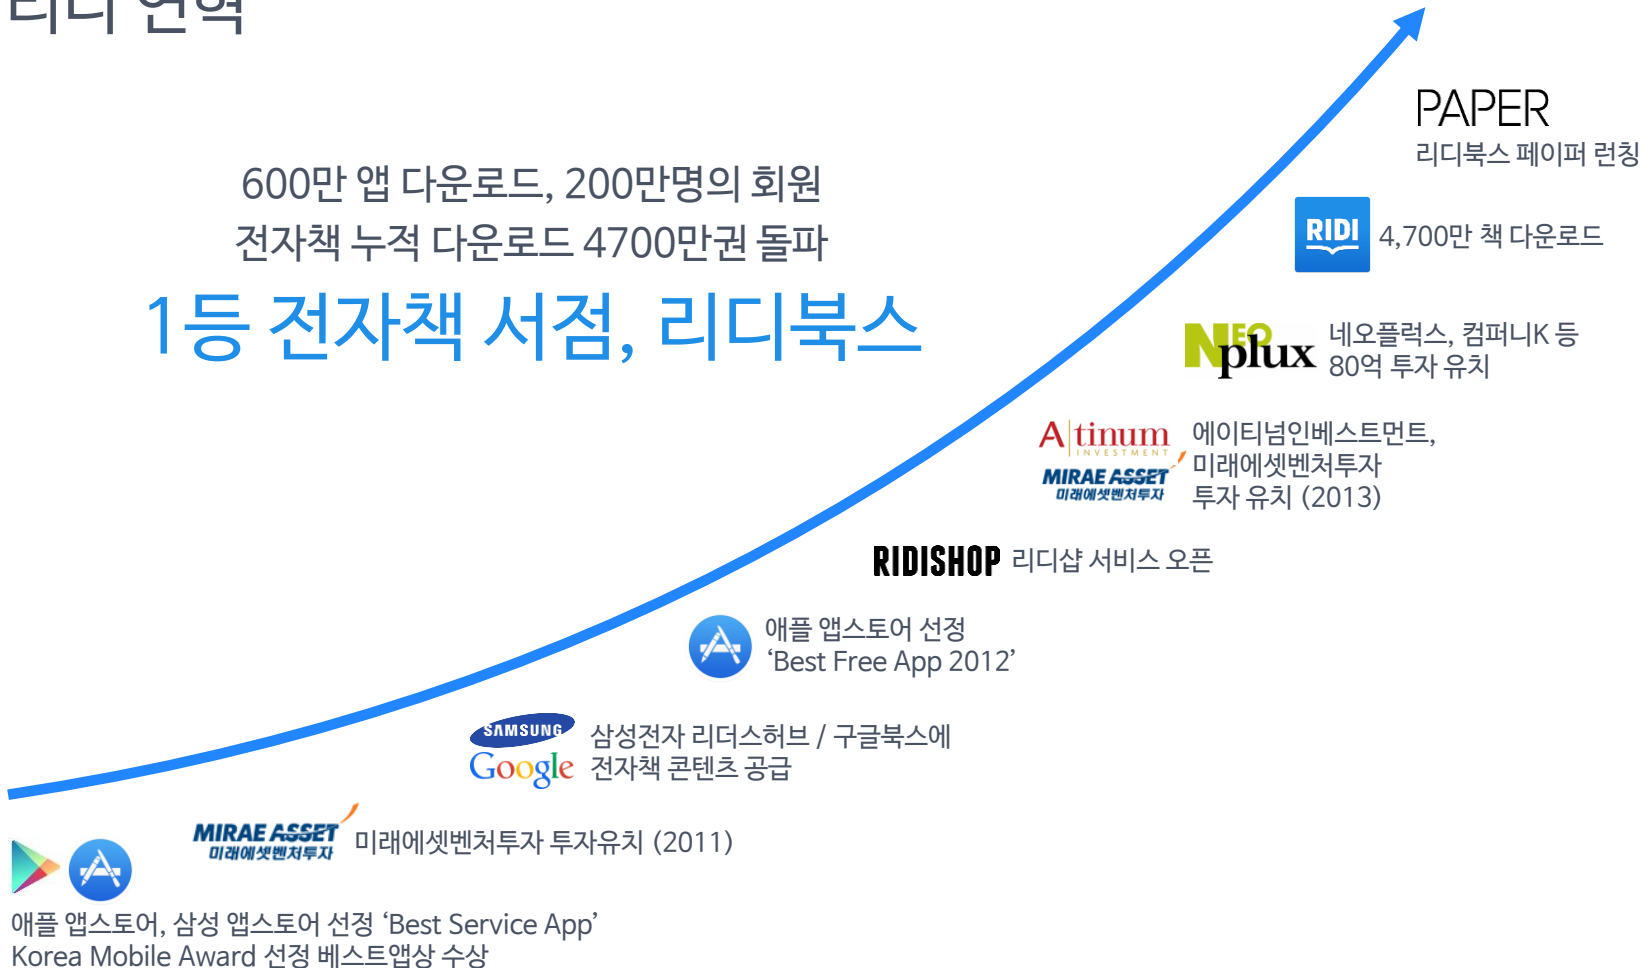 리디 연혁
600만 앱 다운로드, 200만명의 회원
전자책 누적 다운로드 4700만권 돌파
1등 전자책 서점, 리디북스
PAPER
리디북스 페이퍼 런칭
RIDI
4,700만 책 다운로드
NEOplux
네오플럭스, 컴퍼니K 등
80억 투자 유치
A|tinum
INVESTMENT
MIRAE ASSET
미래에셋벤처투자
에이티넘인베스트먼트,
미래에셋벤처투자
투자 유치 (2013)
RIDISHOP
리디샵 서비스 오픈
애플 앱스토어 선정
‘Best Free App 2012’
SAMSUNG
Google
삼성전자 리더스허브 / 구글북스에
전자책 콘텐츠 공급
MIRAE ASSET
미래에셋벤처투자
미래에셋벤처투자 투자유치 (2011)
애플 앱스토어, 삼성 앱스토어 선정 ‘Best Service App’
Korea Mobile Award 선정 베스트앱상 수상